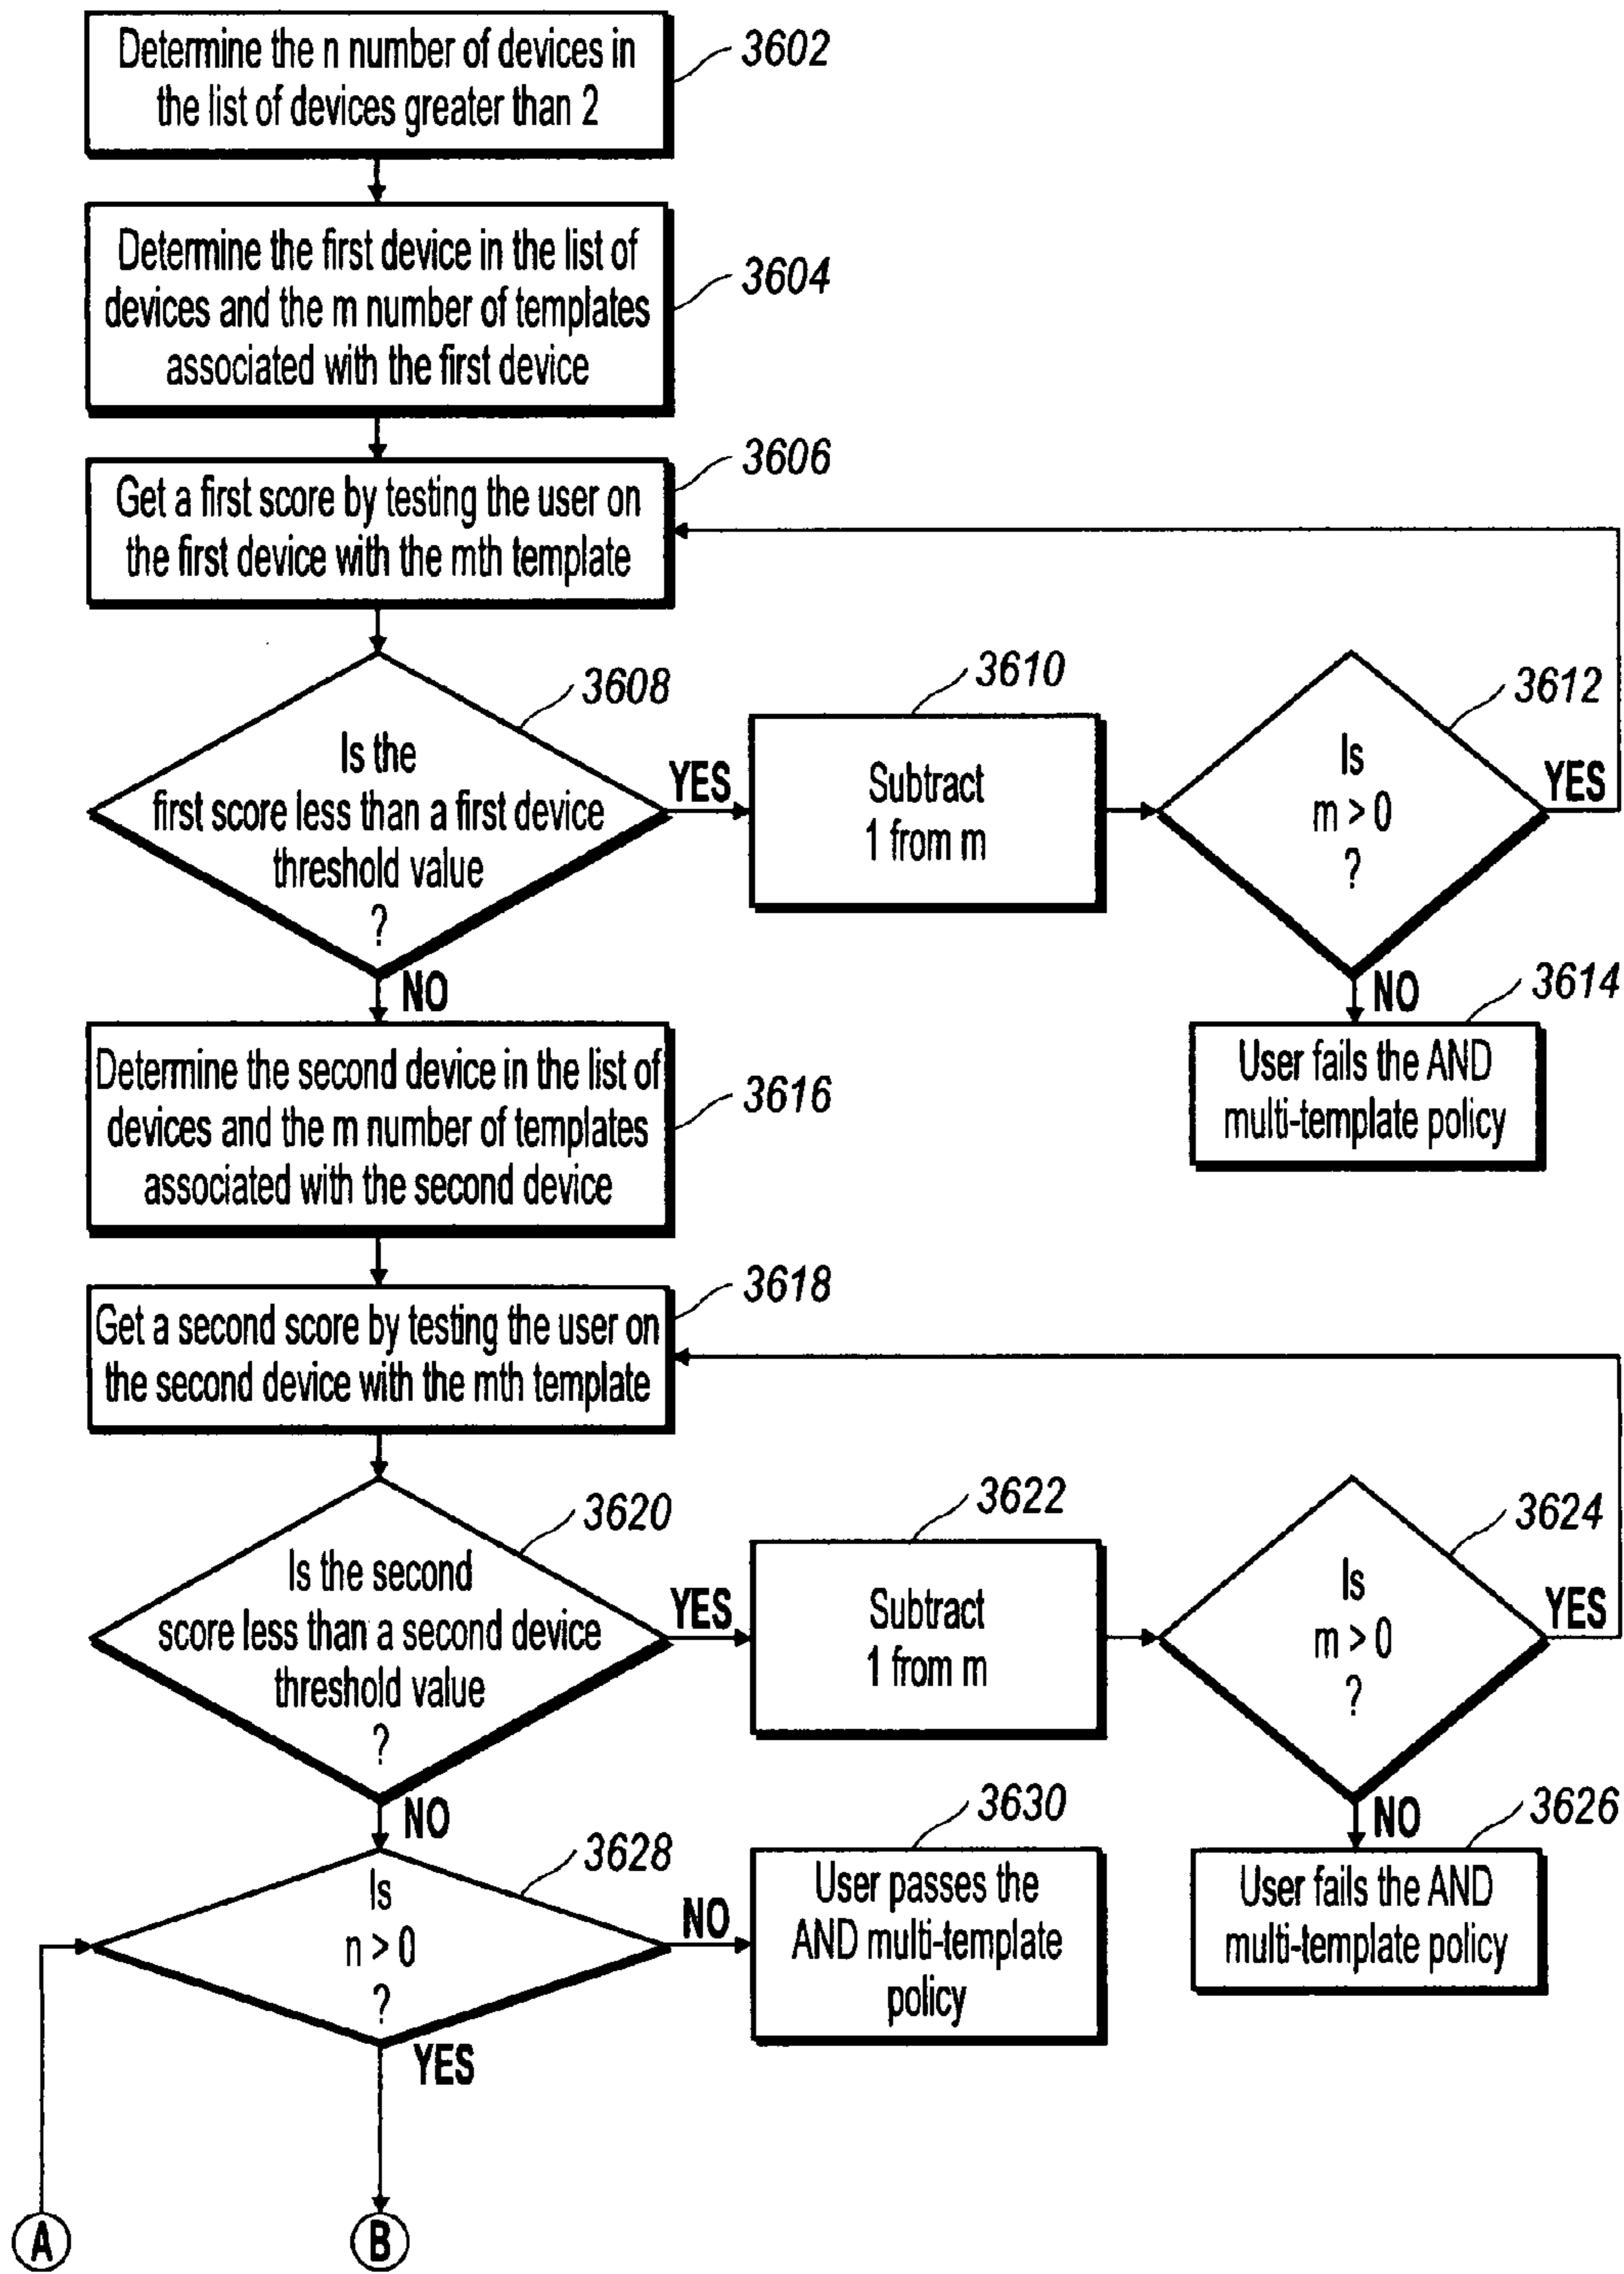 Determine the n number of devices in
the list of devices greater than 2
3602
Determine the first device in the list of
devices and the m number of templates
associated with the first device
3604
Get a first score by testing the user on
the first device with the mth template
3606
Is the
first score less than a first device
threshold value
?
3608
YES
NO
Subtract
1 from m
3610
Is
m > 0
?
3612
YES
NO
User fails the AND
multi-template policy
3614
Determine the second device in the list of
devices and the m number of templates
associated with the second device
3616
Get a second score by testing the user on
the second device with the mth template
3618
Is the second
score less than a second device
threshold value
?
3620
YES
NO
Subtract
1 from m
3622
Is
m > 0
?
3624
YES
NO
User fails the AND
multi-template policy
3626
Is
n > 0
?
3628
NO
YES
User passes the
AND multi-template
policy
3630
A
B